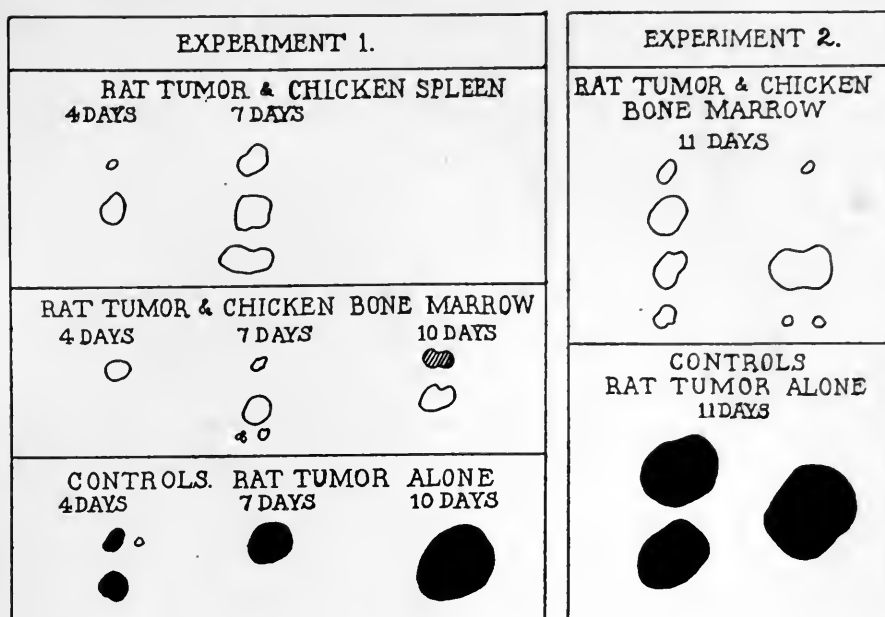 EXPERIMENT 1.
RAT TUMOR & CHICKEN SPLEEN
4 DAYS 7 DAYS
RAT TUMOR & CHICKEN BONE MARROW
4 DAYS 7 DAYS 10 DAYS
CONTROLS. RAT TUMOR ALONE
4 DAYS 7 DAYS 10 DAYS
EXPERIMENT 2.
RAT TUMOR & CHICKEN
BONE MARROW
11 DAYS
CONTROLS
RAT TUMOR ALONE
11 DAYS